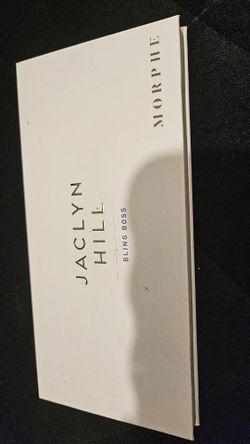 JACLYN
HILL
BLING BOSS
MORPHE